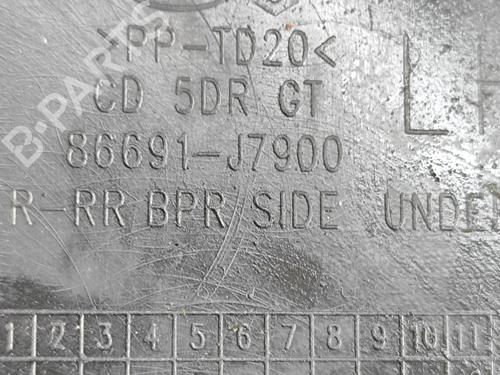 >PP-TD20<
CD 5DR GT
86691-J7900
R-RR BPR SIDE UNDER
1 2 3 4 5 6 7 8 9 10 11
B-PARTS